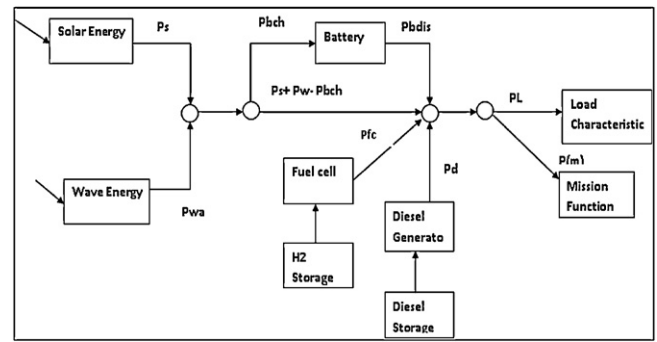 Solar Energy
Ps
Pbch
Battery
Pbdis
Ps+ Pw- Pbch
PL
Load
Characteristic
Pfc
P(m)
Wave Energy
Pwa
Fuel cell
Pd
Mission
Function
Diesel
Generato
H2
Storage
Diesel
Storage